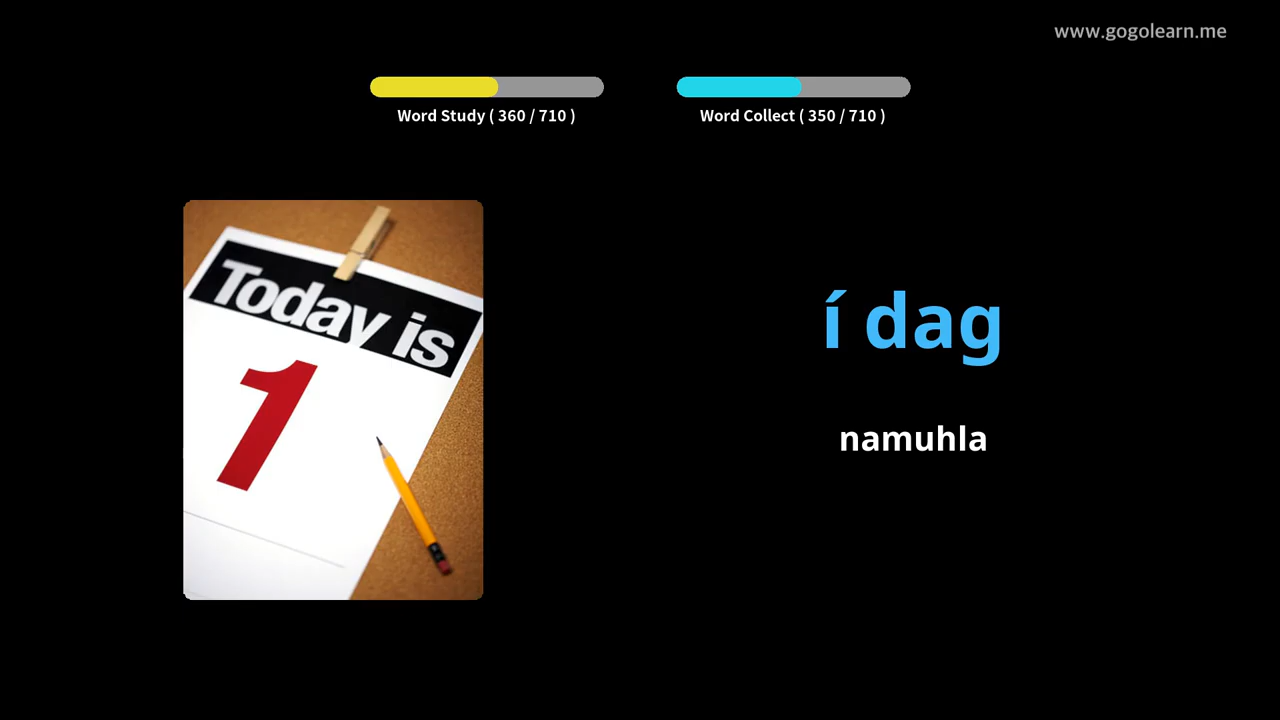 www.gogolearn.me
Word Study ( 360 / 710 )
Word Collect ( 350 / 710 )
Today is
1
í dag
namuhla